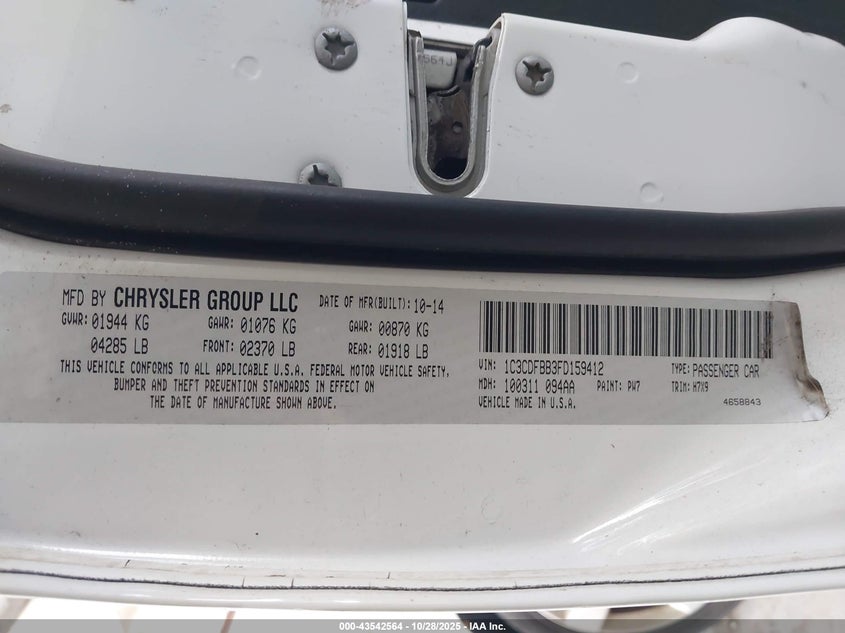 564J
MFD BY CHRYSLER GROUP LLC DATE OF MFR(BUILT): 10-14
GVWR: 01944 KG GAWR: 01076 KG GAWR: 00870 KG
04285 LB FRONT: 02370 LB REAR: 01918 LB
THIS VEHICLE CONFORMS TO ALL APPLICABLE U.S.A. FEDERAL MOTOR VEHICLE SAFETY,
BUMPER AND THEFT PREVENTION STANDARDS IN EFFECT ON
THE DATE OF MANUFACTURE SHOWN ABOVE.
VIN: 1C3CDFBB3FD159412 TYPE: PASSENGER CAR
MDH: 100311 094AA PAINT: PW7 TRIM: H7X9
VEHICLE MADE IN U.S.A. 4658843
000-43542564 | 10/28/2025 | IAA Inc.